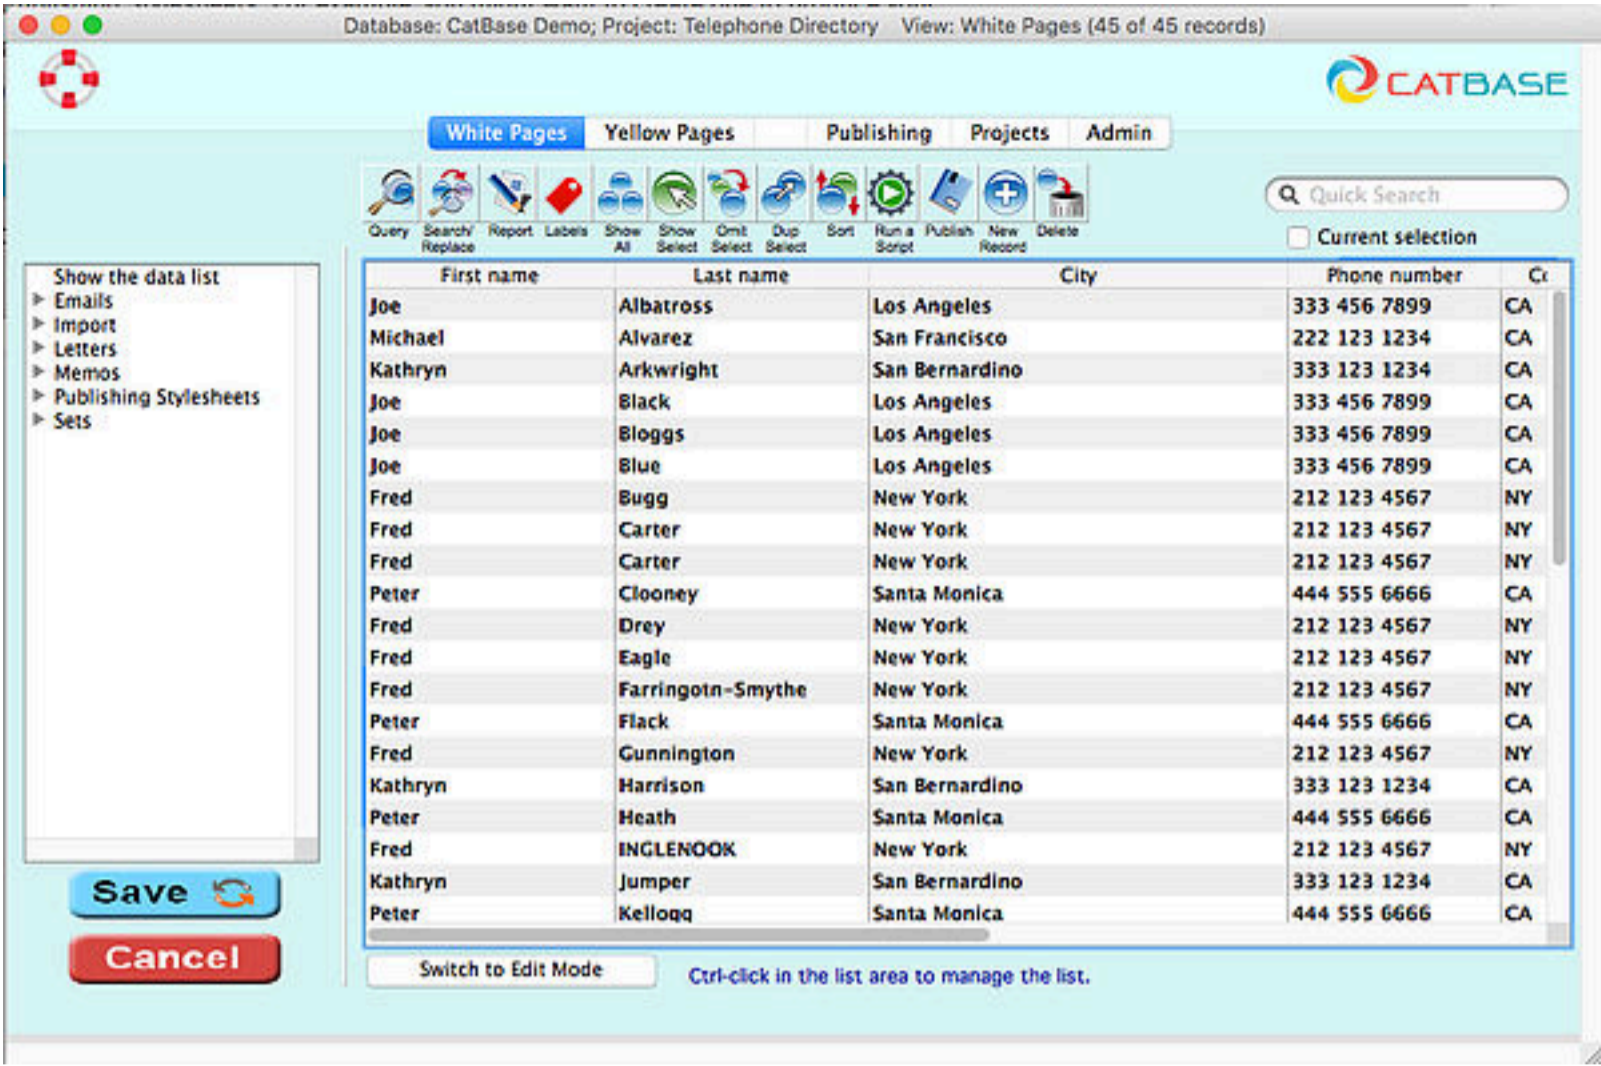 Database: CatBase Demo; Project: Telephone Directory View: White Pages (45 of 45 records)
CATBASE
White Pages Yellow Pages Publishing Projects Admin
Query Search/Replace Report Labels Show All Show Select Omit Select Dup Select Sort Run a Script Publish New Record Delete
Quick Search
Current selection
Show the data list
Emails
Import
Letters
Memos
Publishing Stylesheets
Sets
Save
Cancel
First name Last name City Phone number
Joe Albatross Los Angeles 333 456 7899 CA
Michael Alvarez San Francisco 222 123 1234 CA
Kathryn Arkwright San Bernardino 333 123 1234 CA
Joe Black Los Angeles 333 456 7899 CA
Joe Bloggs Los Angeles 333 456 7899 CA
Joe Blue Los Angeles 333 456 7899 CA
Fred Bugg New York 212 123 4567 NY
Fred Carter New York 212 123 4567 NY
Fred Carter New York 212 123 4567 NY
Peter Clooney Santa Monica 444 555 6666 CA
Fred Drey New York 212 123 4567 NY
Fred Eagle New York 212 123 4567 NY
Fred Farringotn-Smythe New York 212 123 4567 NY
Peter Flack Santa Monica 444 555 6666 CA
Fred Gunnington New York 212 123 4567 NY
Kathryn Harrison San Bernardino 333 123 1234 CA
Peter Heath Santa Monica 444 555 6666 CA
Fred INGLENOOK New York 212 123 4567 NY
Kathryn Jumper San Bernardino 333 123 1234 CA
Peter Kellogg Santa Monica 444 555 6666 CA
Switch to Edit Mode
Ctrl-click in the list area to manage the list.